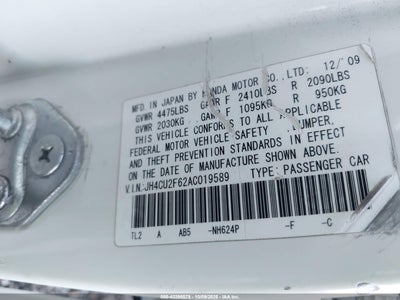 MFD. IN JAPAN BY HONDA MOTOR CO., LTD. 12/09
GVWR 4475LBS GAWR F 2410LBS R 2090LBS
GVWR 2030KG GAWR F 1095KG R 950KG
THIS VEHICLE CONFORMS TO ALL APPLICABLE
FEDERAL MOTOR VEHICLE SAFETY BUMPER,
THEFT PREVENTION STANDARDS IN EFFECT
ON THE DATE OF MANUFACTURE SHOWN ABOVE.
V.I.N: JH4CU2F62AC019589 TYPE: PASSENGER CAR
TL2 A AB5 -NH624P -F -C